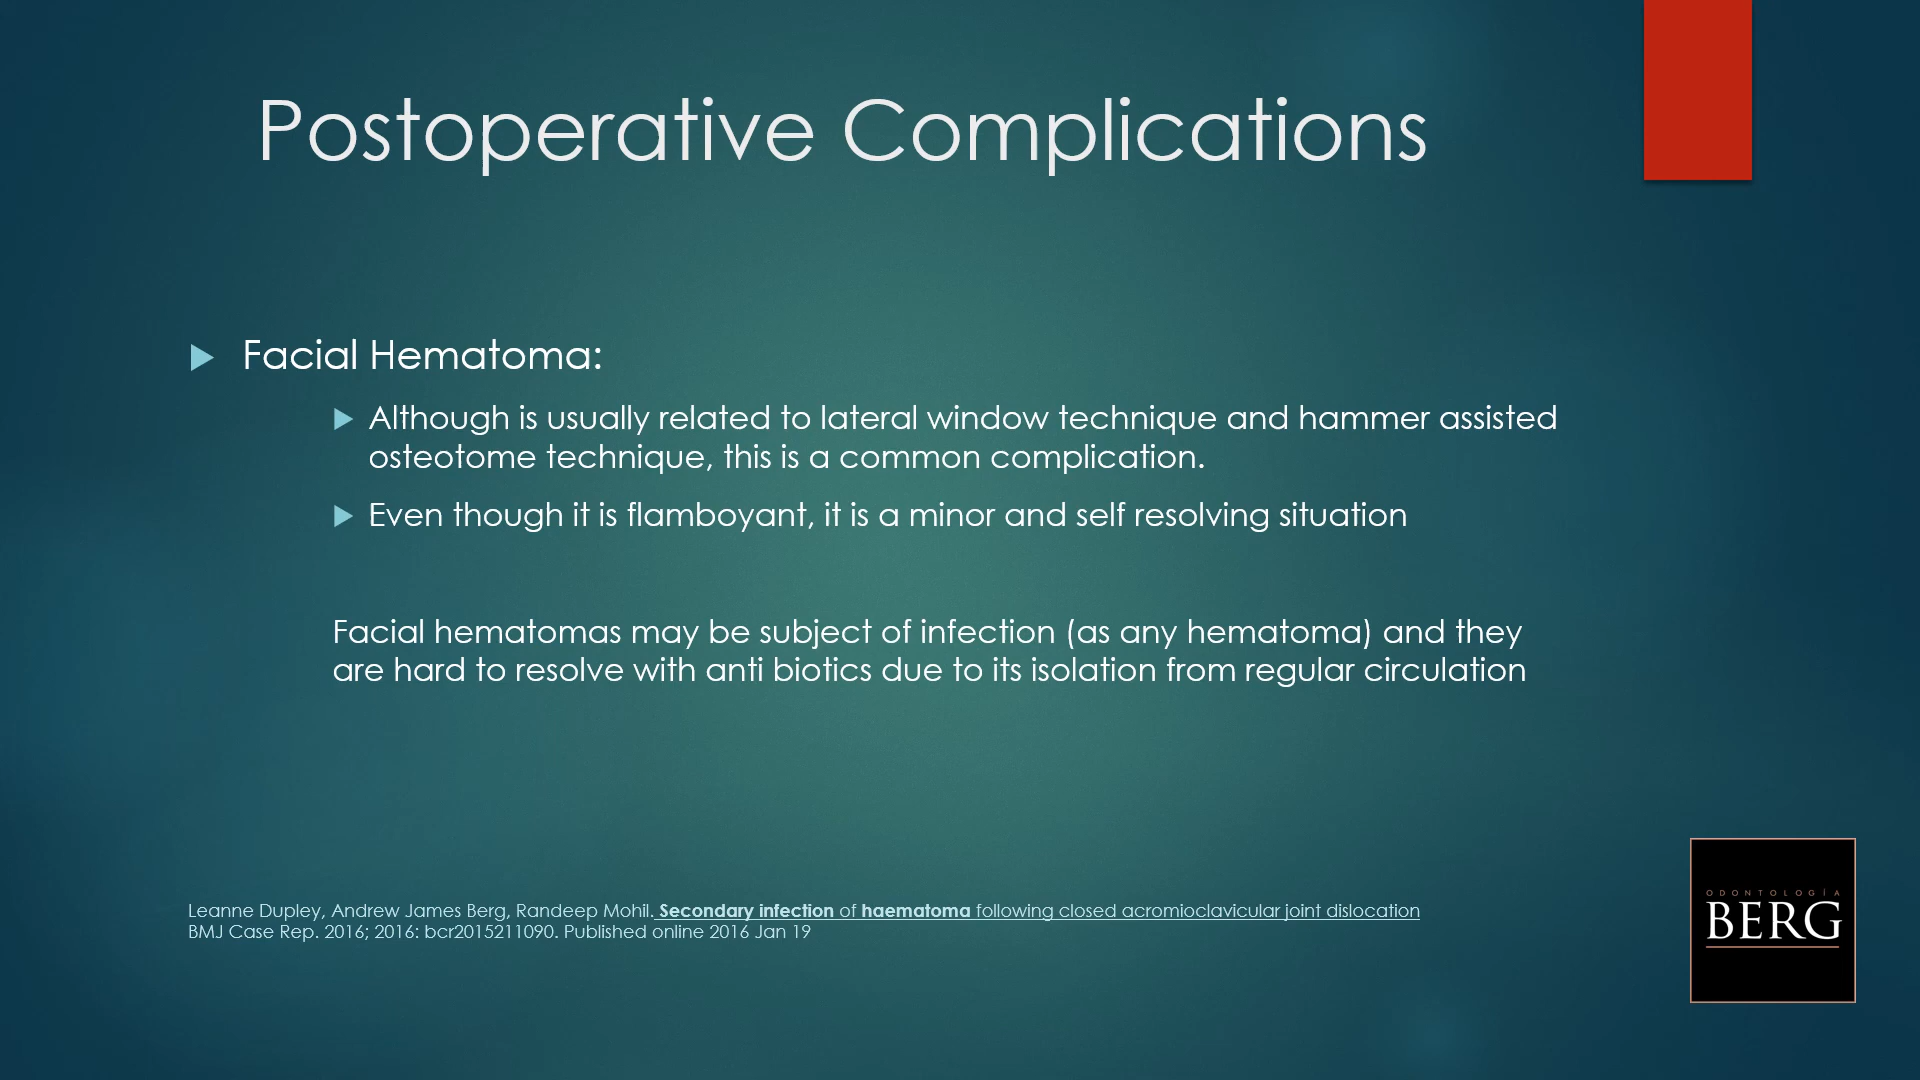 Postoperative Complications
Facial Hematoma:
Although is usually related to lateral window technique and hammer assisted
osteotome technique, this is a common complication.
Even though it is flamboyant, it is a minor and self resolving situation
Facial hematomas may be subject of infection (as any hematoma) and they
are hard to resolve with anti biotics due to its isolation from regular circulation
Leanne Dupley, Andrew James Berg, Randeep Mohil. Secondary infection of haematoma following closed acromioclavicular joint dislocation
BMJ Case Rep. 2016; 2016: bcr2015211090. Published online 2016 Jan 19
ODONTOLOGÍA
BERG